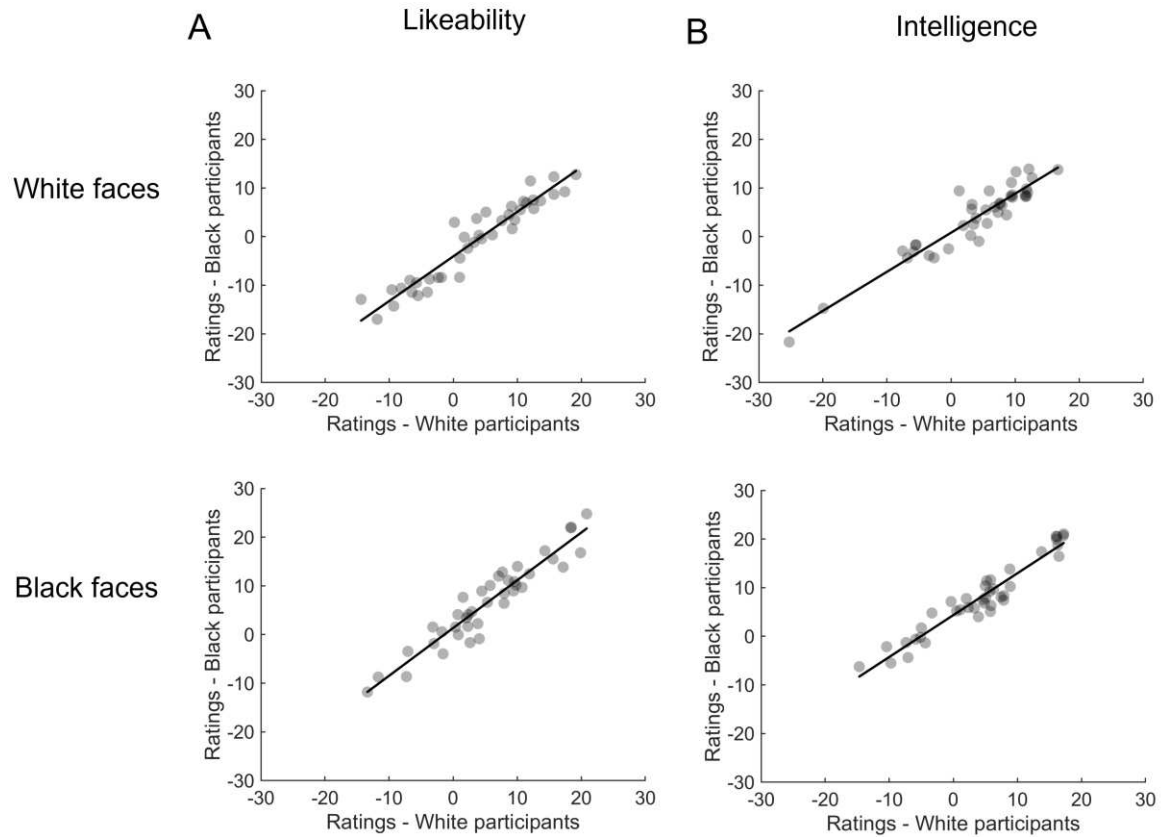 A
Likeability
B
Intelligence
White faces
Ratings - Black participants
30
20
10
0
-10
-20
-30
-30 -20 -10 0 10 20 30
Ratings - White participants
Ratings - Black participants
30
20
10
0
-10
-20
-30
-30 -20 -10 0 10 20 30
Ratings - White participants
Black faces
Ratings - Black participants
30
20
10
0
-10
-20
-30
-30 -20 -10 0 10 20 30
Ratings - White participants
Ratings - Black participants
30
20
10
0
-10
-20
-30
-30 -20 -10 0 10 20 30
Ratings - White participants